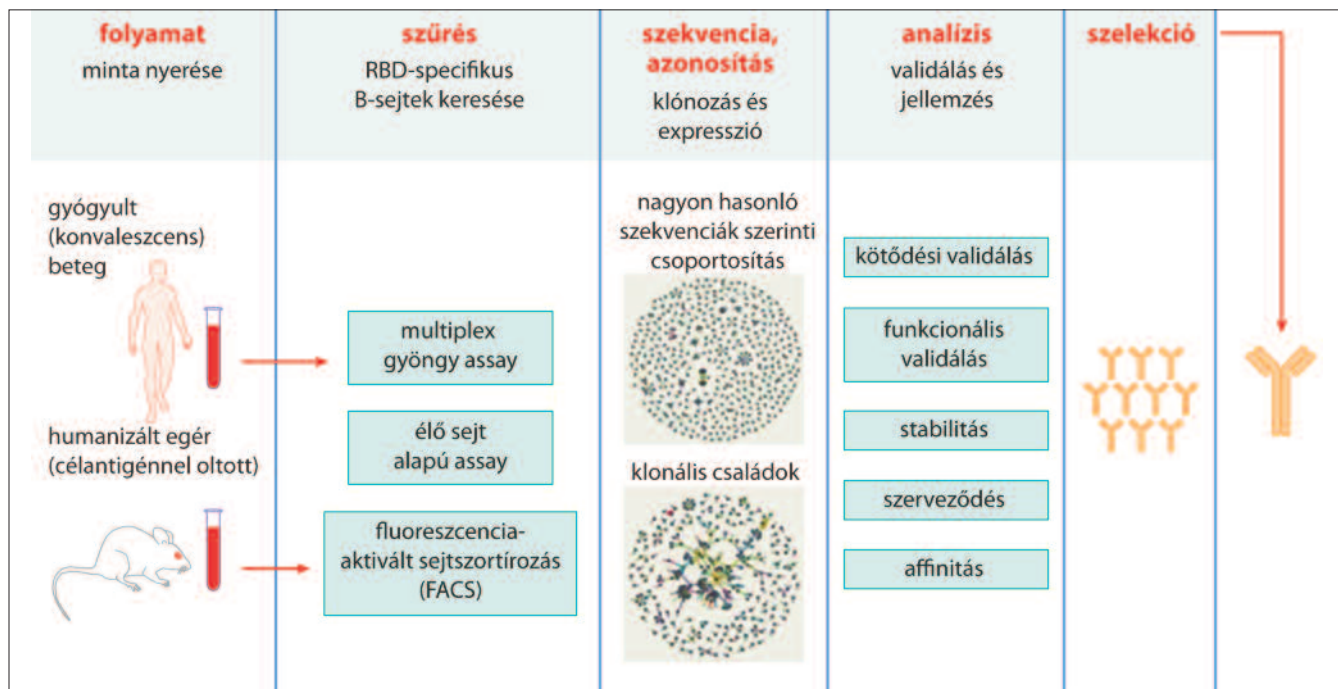 folyamat
minta nyerése
szűrés
RBD-specifikus
B-sejtek keresése
szekvencia,
azonosítás
klónozás és
expresszió
analízis
validálás és
jellemzés
szelekció
gyógyult
(konvaleszcens)
beteg
humanizált egér
(célantigénnel oltott)
multiplex
gyöngy assay
élő sejt
alapú assay
fluoreszcencia-
aktivált sejtszortírozás
(FACS)
nagyon hasonló
szekvenciák szerinti
csoportosítás
klonális családok
kötődési validálás
funkcionális
validálás
stabilitás
szerveződés
affinitás